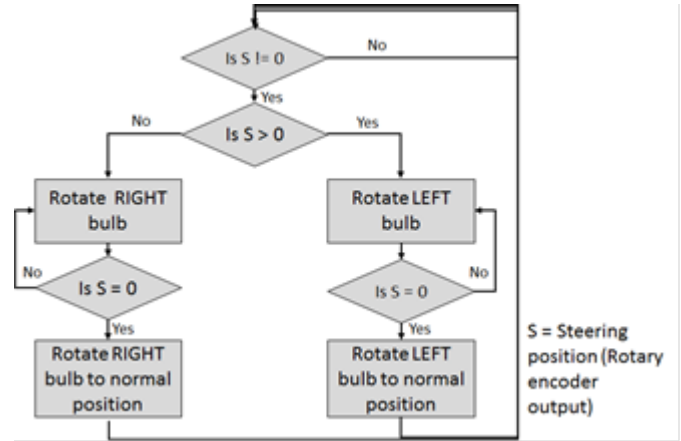 Is S != 0
No
Yes
No
Is S > 0
Yes
Rotate RIGHT
bulb
Rotate LEFT
bulb
No
Is S = 0
Is S = 0
No
Yes
Yes
Rotate RIGHT
bulb to normal
position
Rotate LEFT
bulb to normal
position
S = Steering
position (Rotary
encoder
output)